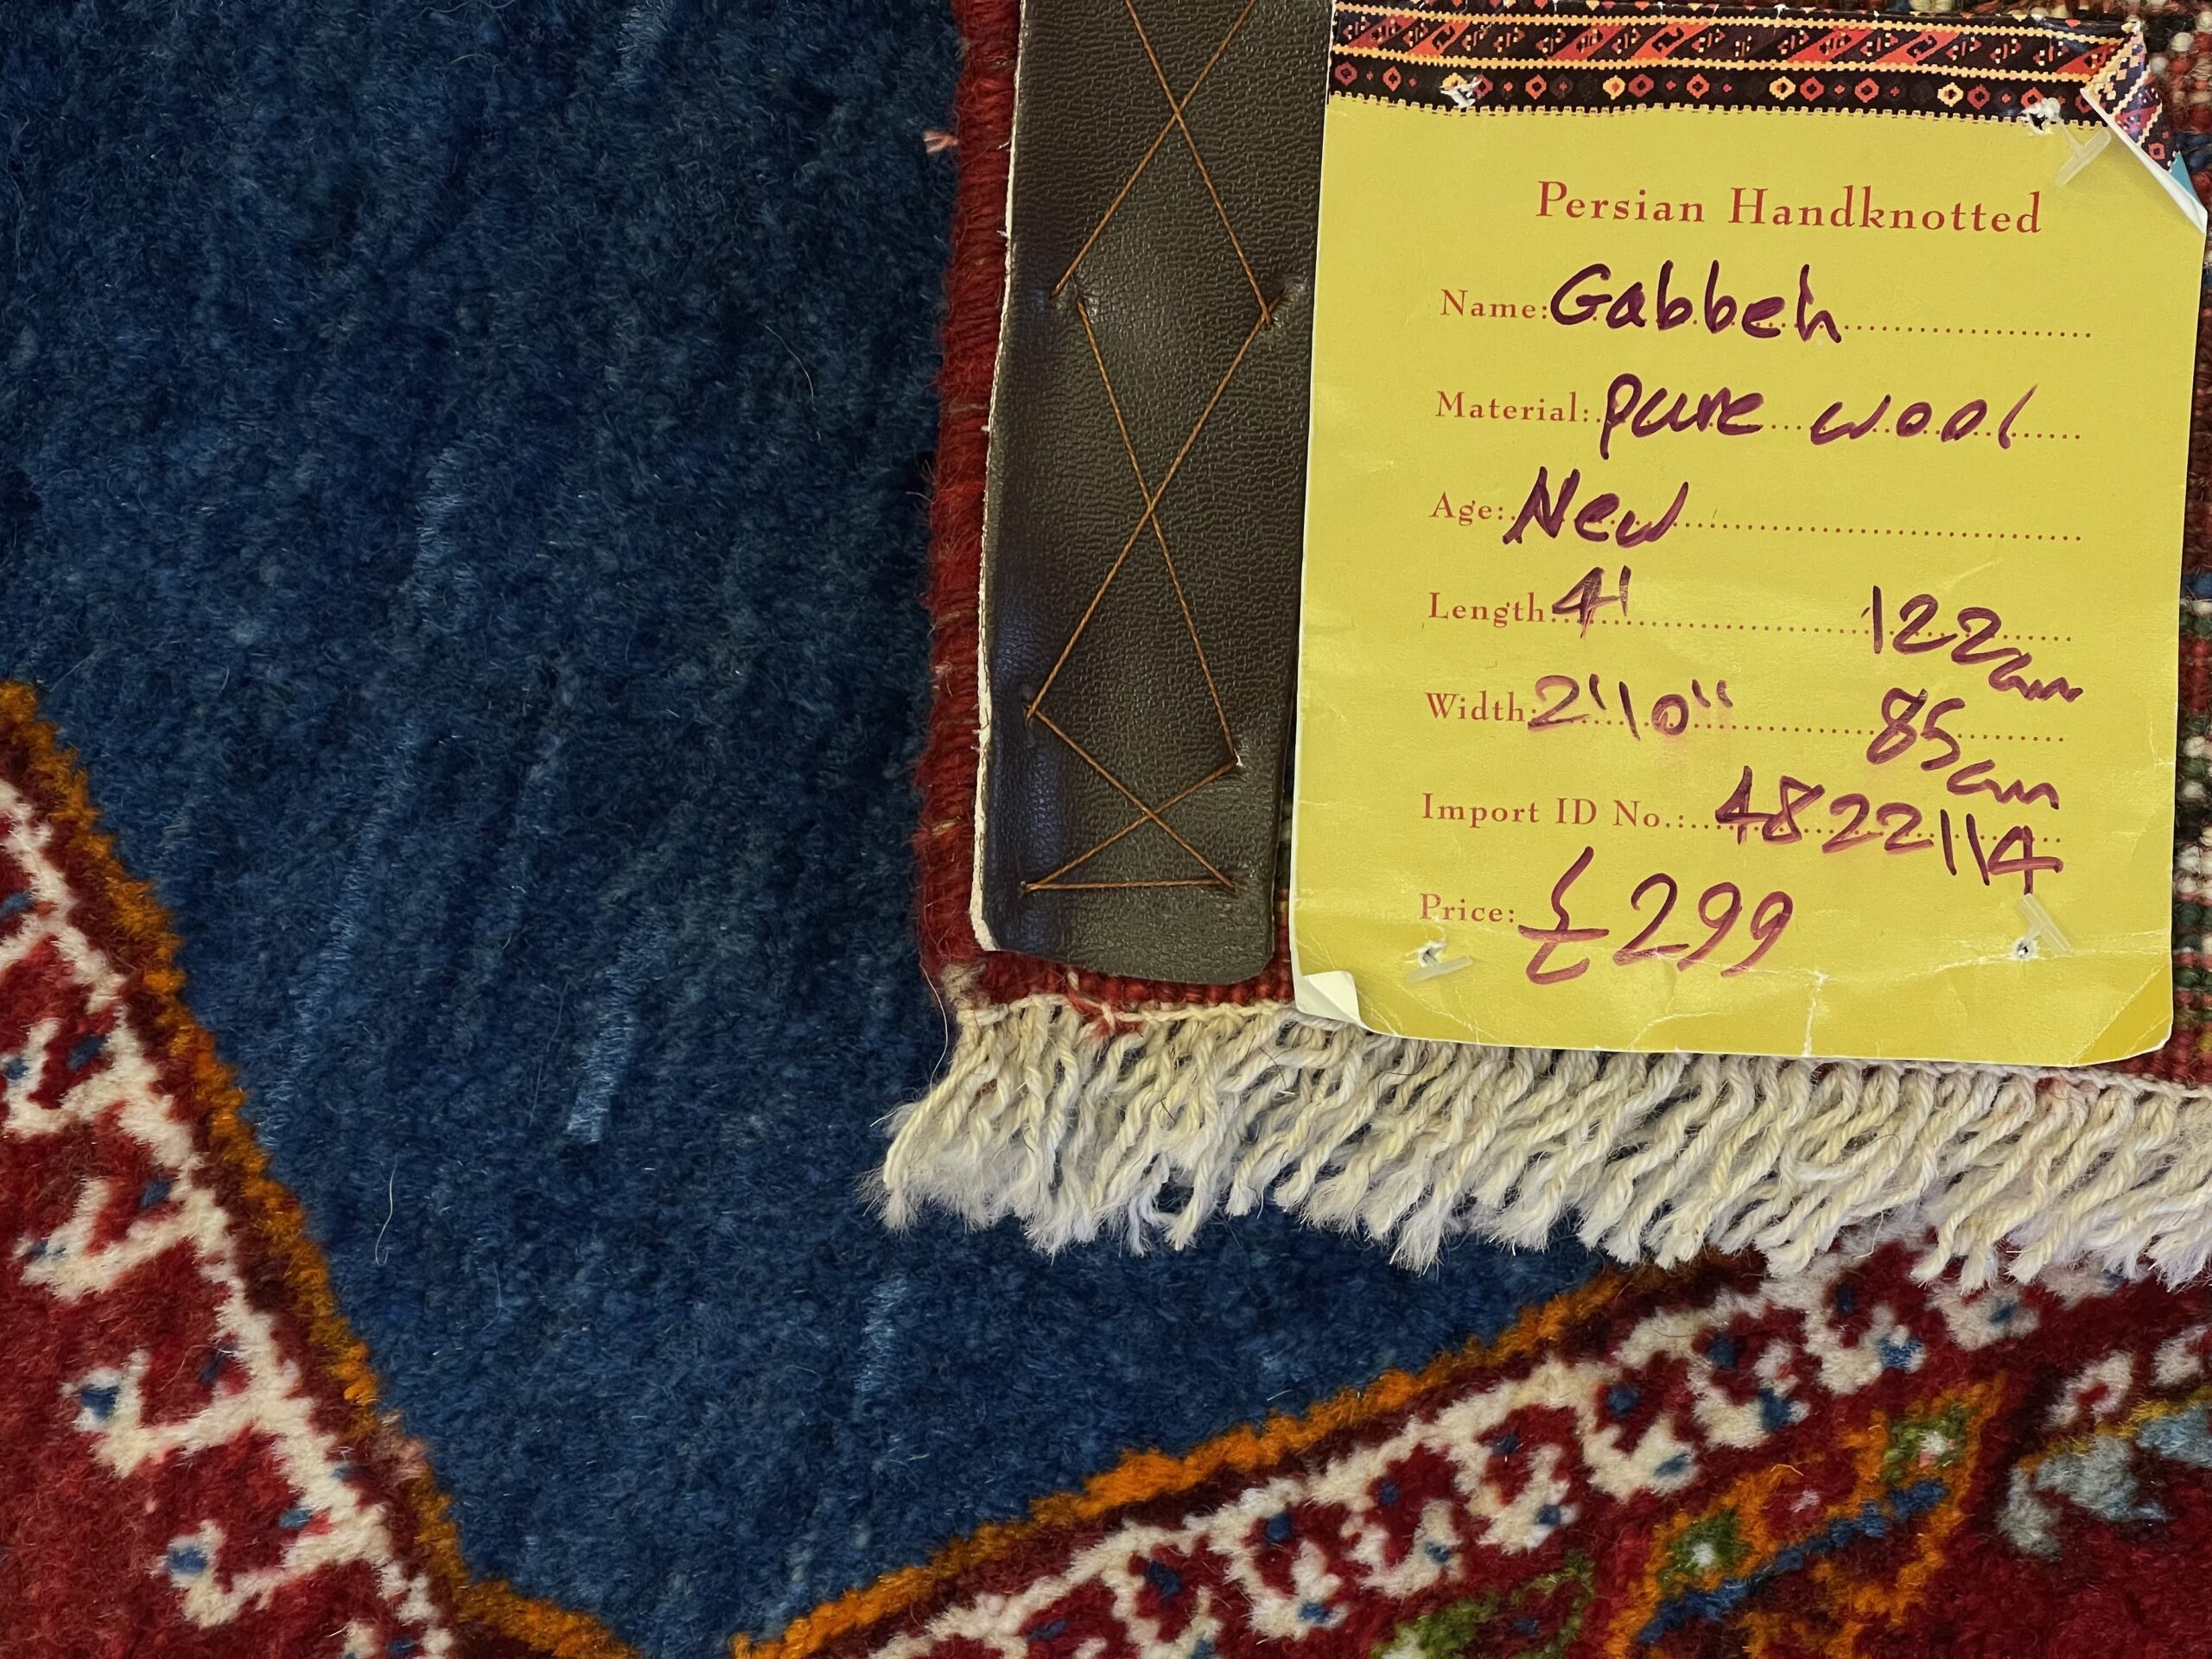 Persian Handknotted
Name: Gabbeh
Material: pure wool
Age: New
Length 4' 122cm
Width: 2'10" 85cm
Import ID No.: 4822114
Price: £299